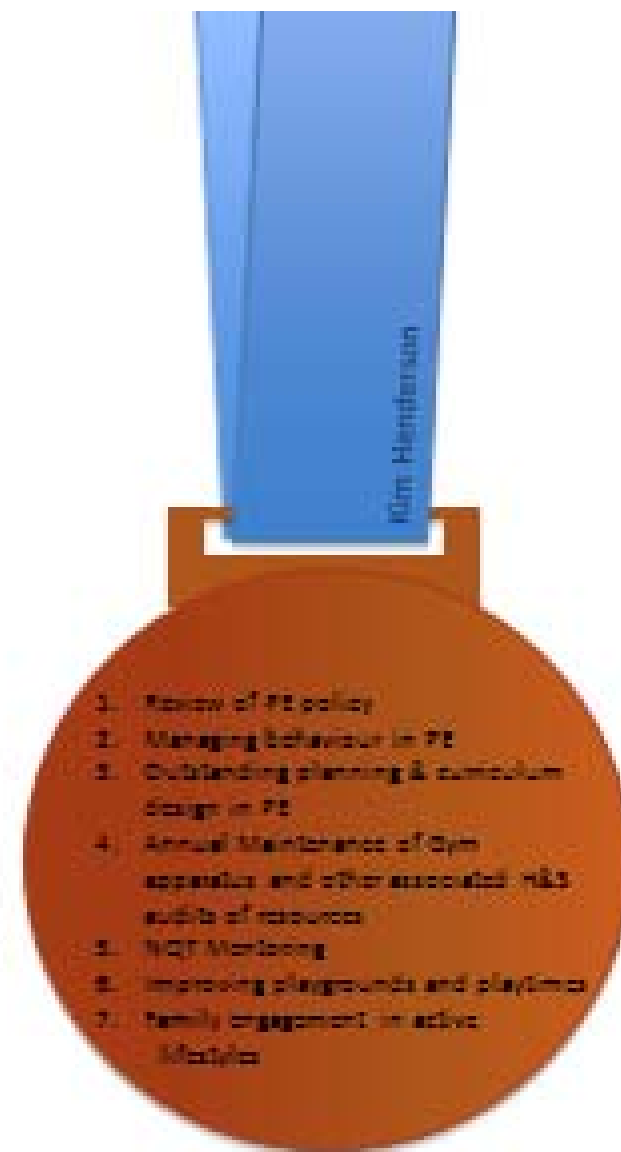 Kim Henderson
1. Review of PE policy
2. Managing behaviour in PE
3. Outstanding planning & curriculum
design in PE
4. Annual Maintenance of Gym
apparatus and other associated H&S
audits of resources
5. NQT Mentoring
6. Improving playgrounds and playtimes
7. Family engagement in active
lifestyles